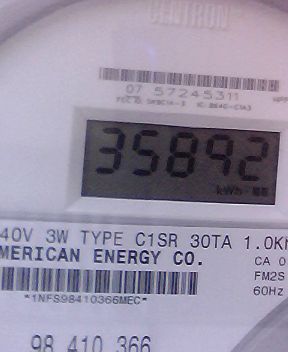 CENTRON
07 57245311
35892
kWh
40V 3W TYPE C1SR 30TA 1.0Kh
MERICAN ENERGY CO.
CA 0
FM2S
60Hz
*1NFS98410366MEC*
98 410 366